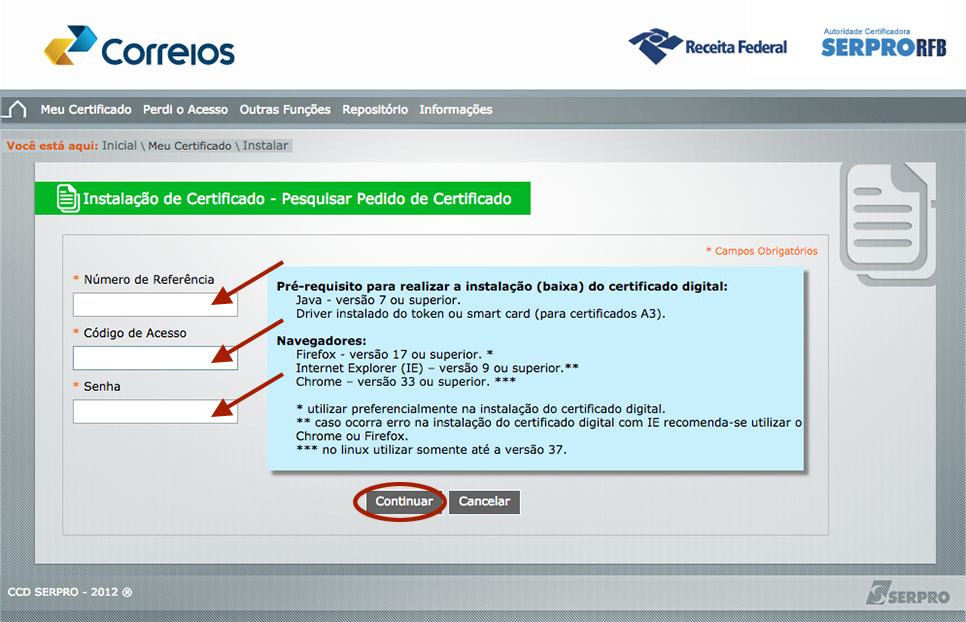 Correios
Receita Federal
Autoridade Certificadora
SERPRORFB
Meu Certificado Perdi o Acesso Outras Funções Repositório Informações
Você está aqui: Inicial \ Meu Certificado \ Instalar
Instalação de Certificado - Pesquisar Pedido de Certificado
* Campos Obrigatórios
* Número de Referência
* Código de Acesso
* Senha
Pré-requisito para realizar a instalação (baixa) do certificado digital:
Java - versão 7 ou superior.
Driver instalado do token ou smart card (para certificados A3).
Navegadores:
Firefox - versão 17 ou superior. *
Internet Explorer (IE) – versão 9 ou superior.**
Chrome – versão 33 ou superior. ***
* utilizar preferencialmente na instalação do certificado digital.
** caso ocorra erro na instalação do certificado digital com IE recomenda-se utilizar o
Chrome ou Firefox.
*** no linux utilizar somente até a versão 37.
Continuar Cancelar
CCD SERPRO - 2012 ®
SERPRO